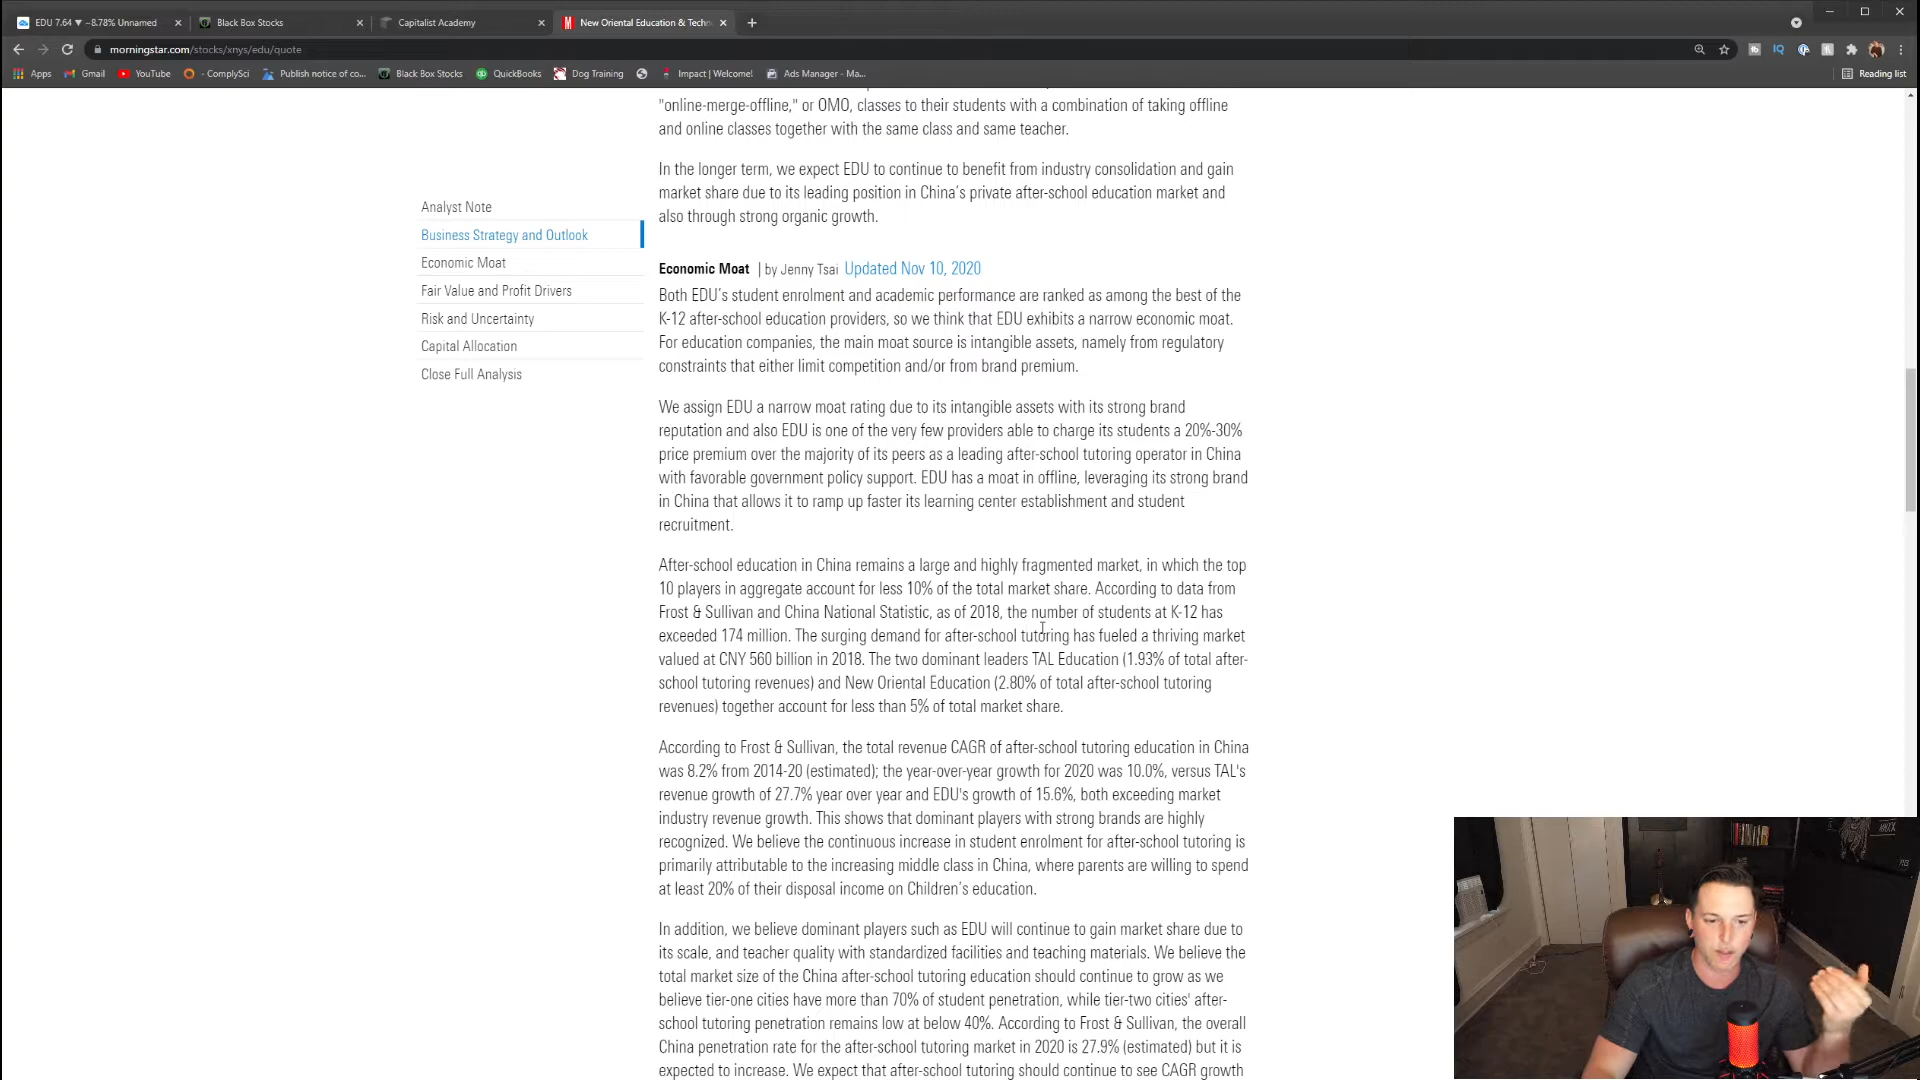 EDU 7.64 ▼ −8.78% Unnamed
Black Box Stocks
Capitalist Academy
New Oriental Education & Techn
morningstar.com/stocks/xnys/edu/quote
Apps
Gmail
YouTube
- ComplySci
Publish notice of co...
Black Box Stocks
QuickBooks
Dog Training
Impact | Welcome!
Ads Manager - Ma...
Reading list
"online-merge-offline," or OMO, classes to their students with a combination of taking offline
and online classes together with the same class and same teacher.
In the longer term, we expect EDU to continue to benefit from industry consolidation and gain
market share due to its leading position in China's private after-school education market and
also through strong organic growth.
Analyst Note
Business Strategy and Outlook
Economic Moat
Fair Value and Profit Drivers
Risk and Uncertainty
Capital Allocation
Close Full Analysis
Economic Moat | by Jenny Tsai Updated Nov 10, 2020
Both EDU's student enrolment and academic performance are ranked as among the best of the
K-12 after-school education providers, so we think that EDU exhibits a narrow economic moat.
For education companies, the main moat source is intangible assets, namely from regulatory
constraints that either limit competition and/or from brand premium.
We assign EDU a narrow moat rating due to its intangible assets with its strong brand
reputation and also EDU is one of the very few providers able to charge its students a 20%-30%
price premium over the majority of its peers as a leading after-school tutoring operator in China
with favorable government policy support. EDU has a moat in offline, leveraging its strong brand
in China that allows it to ramp up faster its learning center establishment and student
recruitment.
After-school education in China remains a large and highly fragmented market, in which the top
10 players in aggregate account for less 10% of the total market share. According to data from
Frost & Sullivan and China National Statistic, as of 2018, the number of students at K-12 has
exceeded 174 million. The surging demand for after-school tutoring has fueled a thriving market
valued at CNY 560 billion in 2018. The two dominant leaders TAL Education (1.93% of total after-
school tutoring revenues) and New Oriental Education (2.80% of total after-school tutoring
revenues) together account for less than 5% of total market share.
According to Frost & Sullivan, the total revenue CAGR of after-school tutoring education in China
was 8.2% from 2014-20 (estimated); the year-over-year growth for 2020 was 10.0%, versus TAL's
revenue growth of 27.7% year over year and EDU's growth of 15.6%, both exceeding market
industry revenue growth. This shows that dominant players with strong brands are highly
recognized. We believe the continuous increase in student enrolment for after-school tutoring is
primarily attributable to the increasing middle class in China, where parents are willing to spend
at least 20% of their disposal income on Children's education.
In addition, we believe dominant players such as EDU will continue to gain market share due to
its scale, and teacher quality with standardized facilities and teaching materials. We believe the
total market size of the China after-school tutoring education should continue to grow as we
believe tier-one cities have more than 70% of student penetration, while tier-two cities' after-
school tutoring penetration remains low at below 40%. According to Frost & Sullivan, the overall
China penetration rate for the after-school tutoring market in 2020 is 27.9% (estimated) but it is
expected to increase. We expect that after-school tutoring should continue to see CAGR growth